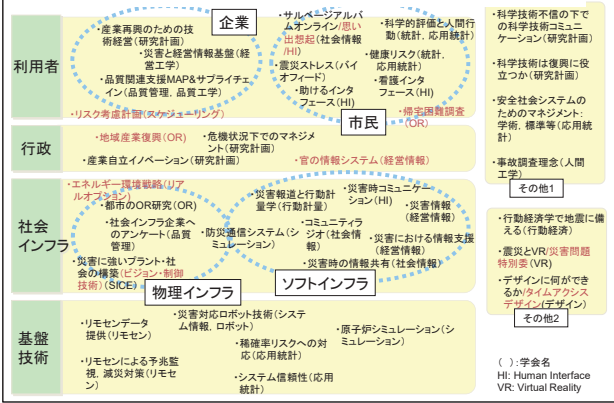 企業
・産業再興のための技
術経営(研究計画)
・災害と経営情報基盤(経
営工学)
・品質関連支援MAP&サプライチェ
イン(品質管理, 品質工学)
・リスク考慮計画(スケジューリング)
利用者
・サルベージアルバ
ムオンライン/思い
出想起(社会情報
/HI)
・震災ストレス(バイ
オフィード)
・助けるインタ
フェース(HI)
・科学的評価と人間行
動(統計, 応用統計)
・健康リスク(統計,
応用統計)
・看護インタ
フェース(HI)
市民
・帰宅困難調査
(OR)
行政
・地域産業復興(OR)
・危機状況下でのマネジメ
ント(研究計画)
・産業自立イノベーション(研究計画)
・官の情報システム(経営情報)
社会
インフラ
・エネルギー環境戦略(リア
ルオプション)
・都市のOR研究(OR)
・社会インフラ企業へ
のアンケート(品質
管理)
・災害に強いプラント・社
会の構築(ビジョン・制御
技術)(SICE)
物理インフラ
・防災通信システム(シ
ミュレーション)
・災害報道と行動計
量学(行動計量)
・災害時コミュニケー
ション(HI)
・災害情報
(経営情報)
・コミュニティラ
ジオ(社会情
報)
・災害における情報支援
(経営情報)
・災害時の情報共有(社会情報)
ソフトインフラ
基盤
技術
・リモセンデータ
提供(リモセン)
・リモセンによる予兆監
視, 減災対策(リモセ
ン)
・災害対応ロボット技術(システ
ム情報, ロボット)
・稀確率リスクへの対
応(応用統計)
・システム信頼性(応用
統計)
・原子炉シミュレーション(シ
ミュレーション)
・科学技術不信の下で
の科学技術コミュニ
ケーション(研究計画)
・科学技術は復興に役
立つか(研究計画)
・安全社会システム
のためのマネジメント:
学術, 標準等(応用統
計)
・事故調査理念(人間
工学)
その他1
・行動経済学で地震に備
える(行動経済)
・震災とVR/災害問題
特別委(VR)
・デザインに何ができ
るか/タイムアクシス
デザイン(デザイン)
その他2
( ):学会名
HI: Human Interface
VR: Virtual Reality